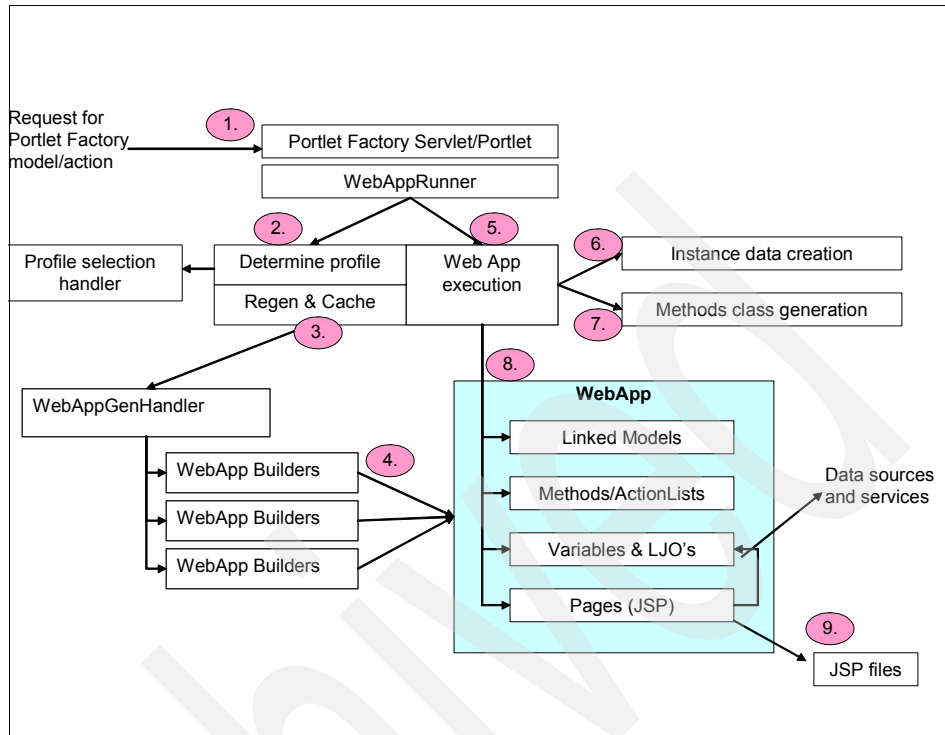 Request for
Portlet Factory
model/action
1.
Portlet Factory Servlet/Portlet
WebAppRunner
2.
5.
6.
Profile selection
handler
Determine profile
Regen & Cache
Web App
execution
Instance data creation
7.
Methods class generation
3.
8.
WebAppGenHandler
WebApp
4.
WebApp Builders
WebApp Builders
WebApp Builders
Linked Models
Methods/ActionLists
Variables & LJO's
Pages (JSP)
Data sources
and services
9.
JSP files